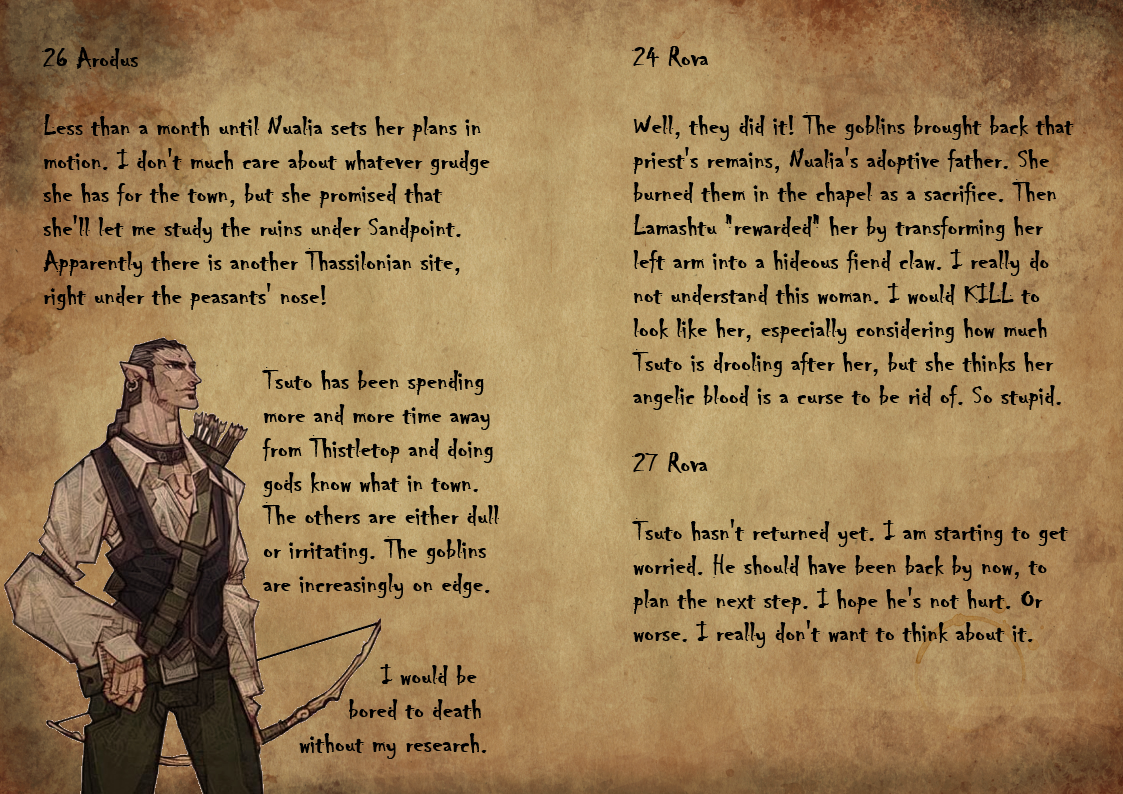 26 Arodus
Less than a month until Nualia sets her plans in
motion. I don't much care about whatever grudge
she has for the town, but she promised that
she'll let me study the ruins under Sandpoint.
Apparently there is another Thassilonian site,
right under the peasants' nose!
Tsuto has been spending
more and more time away
from Thistletop and doing
gods know what in town.
The others are either dull
or irritating. The goblins
are increasingly on edge.
I would be
bored to death
without my research.
24 Rova
Well, they did it! The goblins brought back that
priest's remains, Nualia's adoptive father. She
burned them in the chapel as a sacrifice. Then
Lamashtu "rewarded" her by transforming her
left arm into a hideous fiend claw. I really do
not understand this woman. I would KILL to
look like her, especially considering how much
Tsuto is drooling after her, but she thinks her
angelic blood is a curse to be rid of. So stupid.
27 Rova
Tsuto hasn't returned yet. I am starting to get
worried. He should have been back by now, to
plan the next step. I hope he's not hurt. Or
worse. I really don't want to think about it.